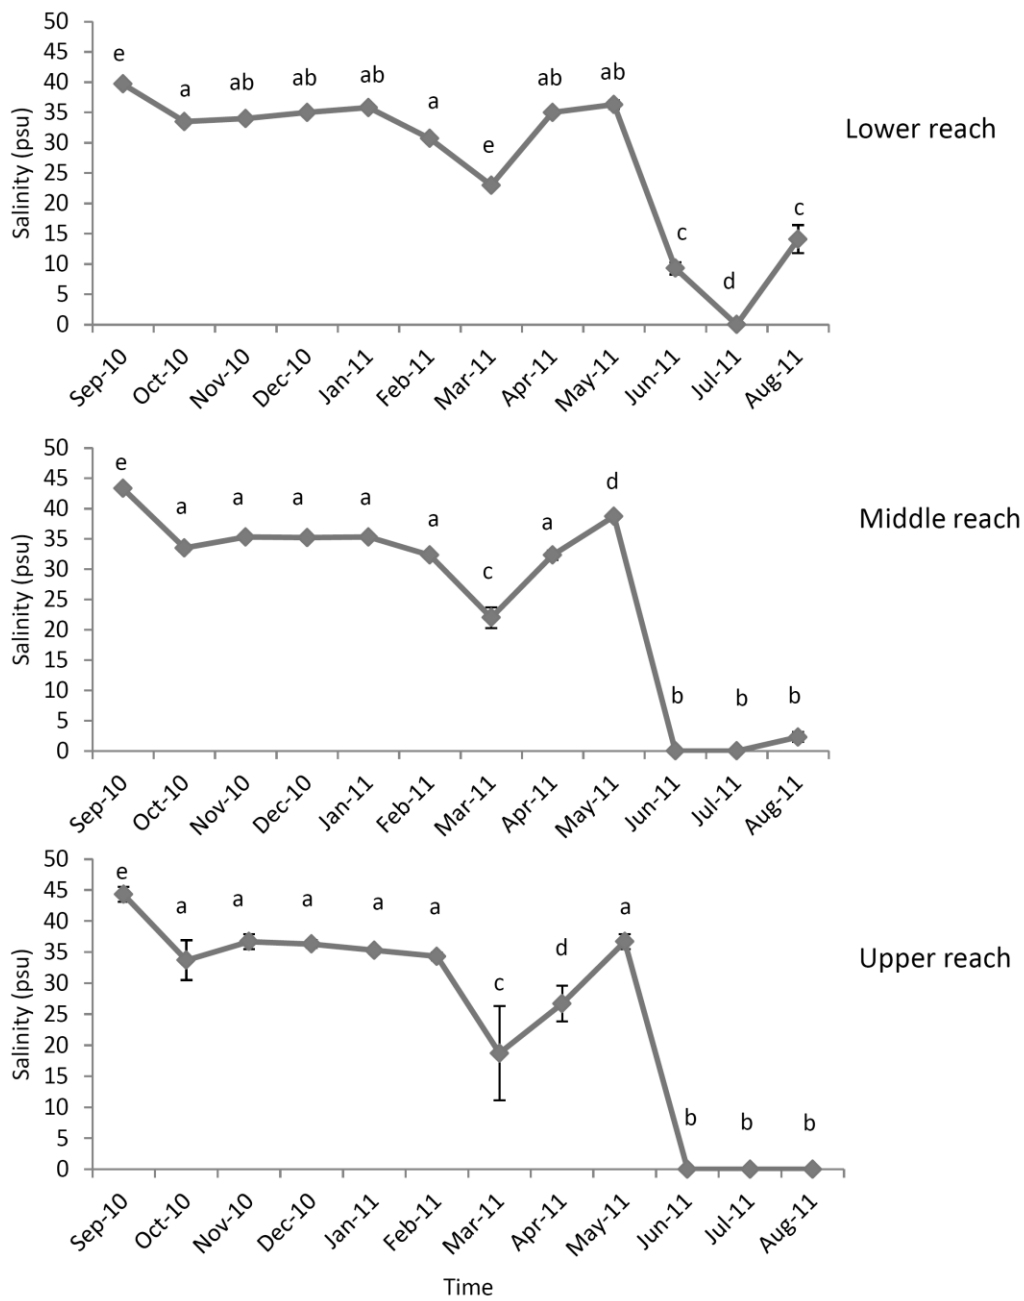 50
45
40
35
30
25
20
15
10
5
0
Salinity (psu)
e a ab ab ab a e ab ab c d c
Sep-10 Oct-10 Nov-10 Dec-10 Jan-11 Feb-11 Mar-11 Apr-11 May-11 Jun-11 Jul-11 Aug-11
Lower reach
50
45
40
35
30
25
20
15
10
5
0
Salinity (psu)
e a a a a a c a d b b b
Sep-10 Oct-10 Nov-10 Dec-10 Jan-11 Feb-11 Mar-11 Apr-11 May-11 Jun-11 Jul-11 Aug-11
Middle reach
50
45
40
35
30
25
20
15
10
5
0
Salinity (psu)
e a a a a a c d a b b b
Sep-10 Oct-10 Nov-10 Dec-10 Jan-11 Feb-11 Mar-11 Apr-11 May-11 Jun-11 Jul-11 Aug-11
Upper reach
Time